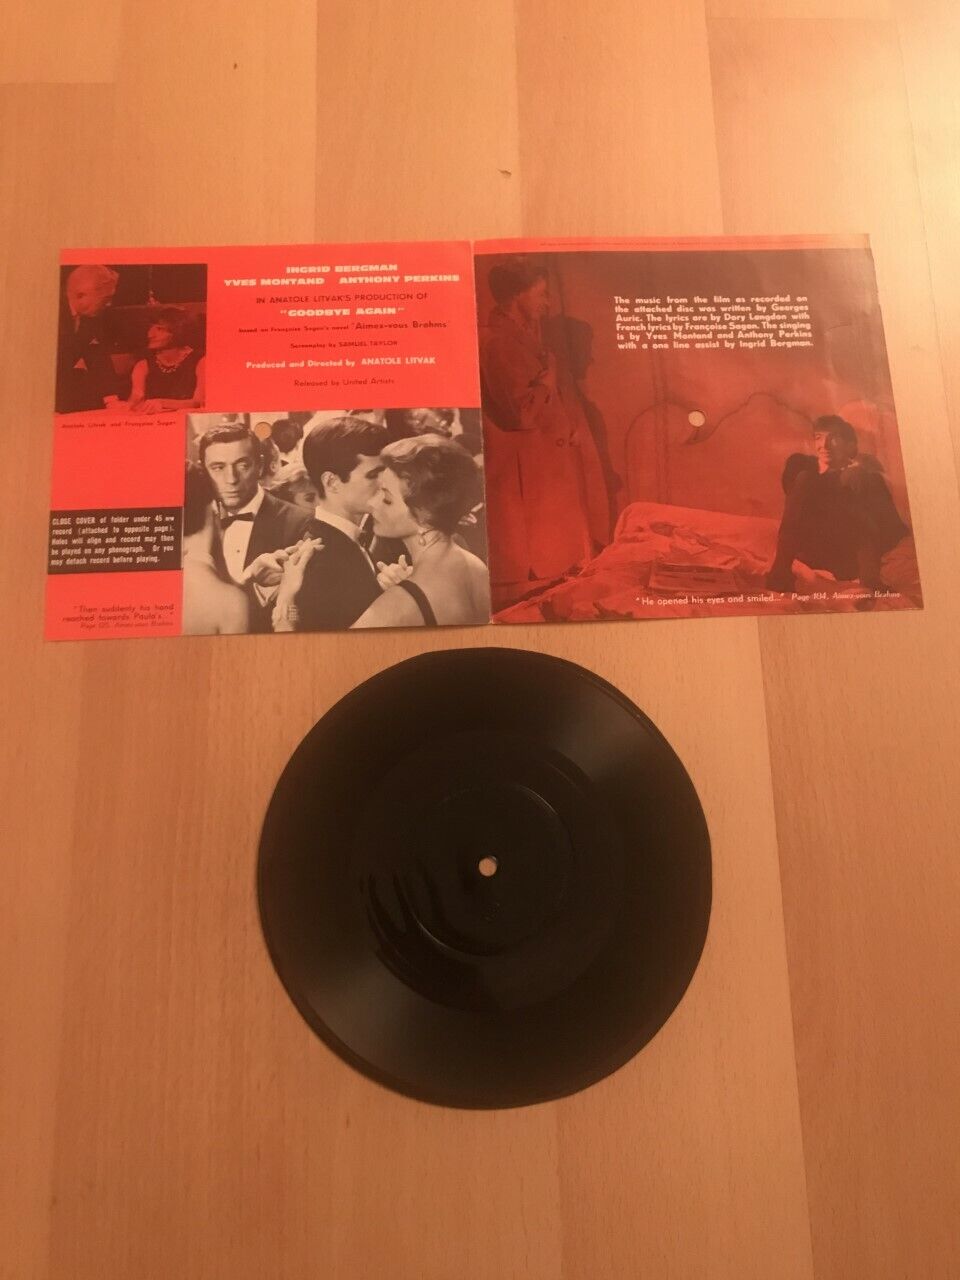 INGRID BERGMAN
YVES MONTAND ANTHONY PERKINS
IN ANATOLE LITVAK'S PRODUCTION OF
"GOODBYE AGAIN"
based on Françoise Sagan's novel "Aimez-vous Brahms"
Screenplay by SAMUEL TAYLOR
Produced and Directed by ANATOLE LITVAK
Released by United Artists
Anatole Litvak and Françoise Sagan
CLOSE COVER of folder under 45 RPM
record (attached to opposite page).
Holes will align and record may then
be played on any phonograph. Or you
may detach record before playing.
"Then suddenly his hand
reached towards Paula's..."
Page 125, Aimez-vous Brahms
The music from the film as recorded on
the attached disc was written by Georges
Auric. The lyrics are by Dory Langdon with
French lyrics by Françoise Sagan. The singing
is by Yves Montand and Anthony Perkins
with a one line assist by Ingrid Bergman.
"He opened his eyes and smiled..." Page 104, Aimez-vous Brahms